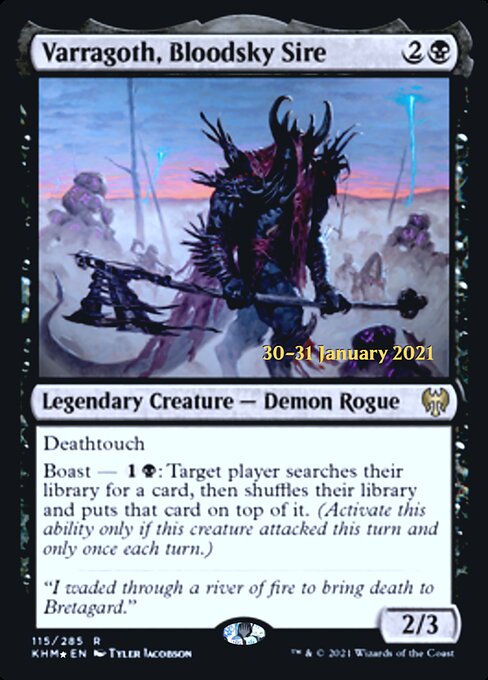 Varragoth, Bloodsky Sire 2
30-31 January 2021
Legendary Creature — Demon Rogue
Deathtouch
Boast — 1 : Target player searches their
library for a card, then shuffles their library
and puts that card on top of it. (Activate this
ability only if this creature attacked this turn and
only once each turn.)
"I waded through a river of fire to bring death to
Bretagard."
2/3
115/285 R
KHM★EN Tyler Jacobson
™ & © 2021 Wizards of the Coast